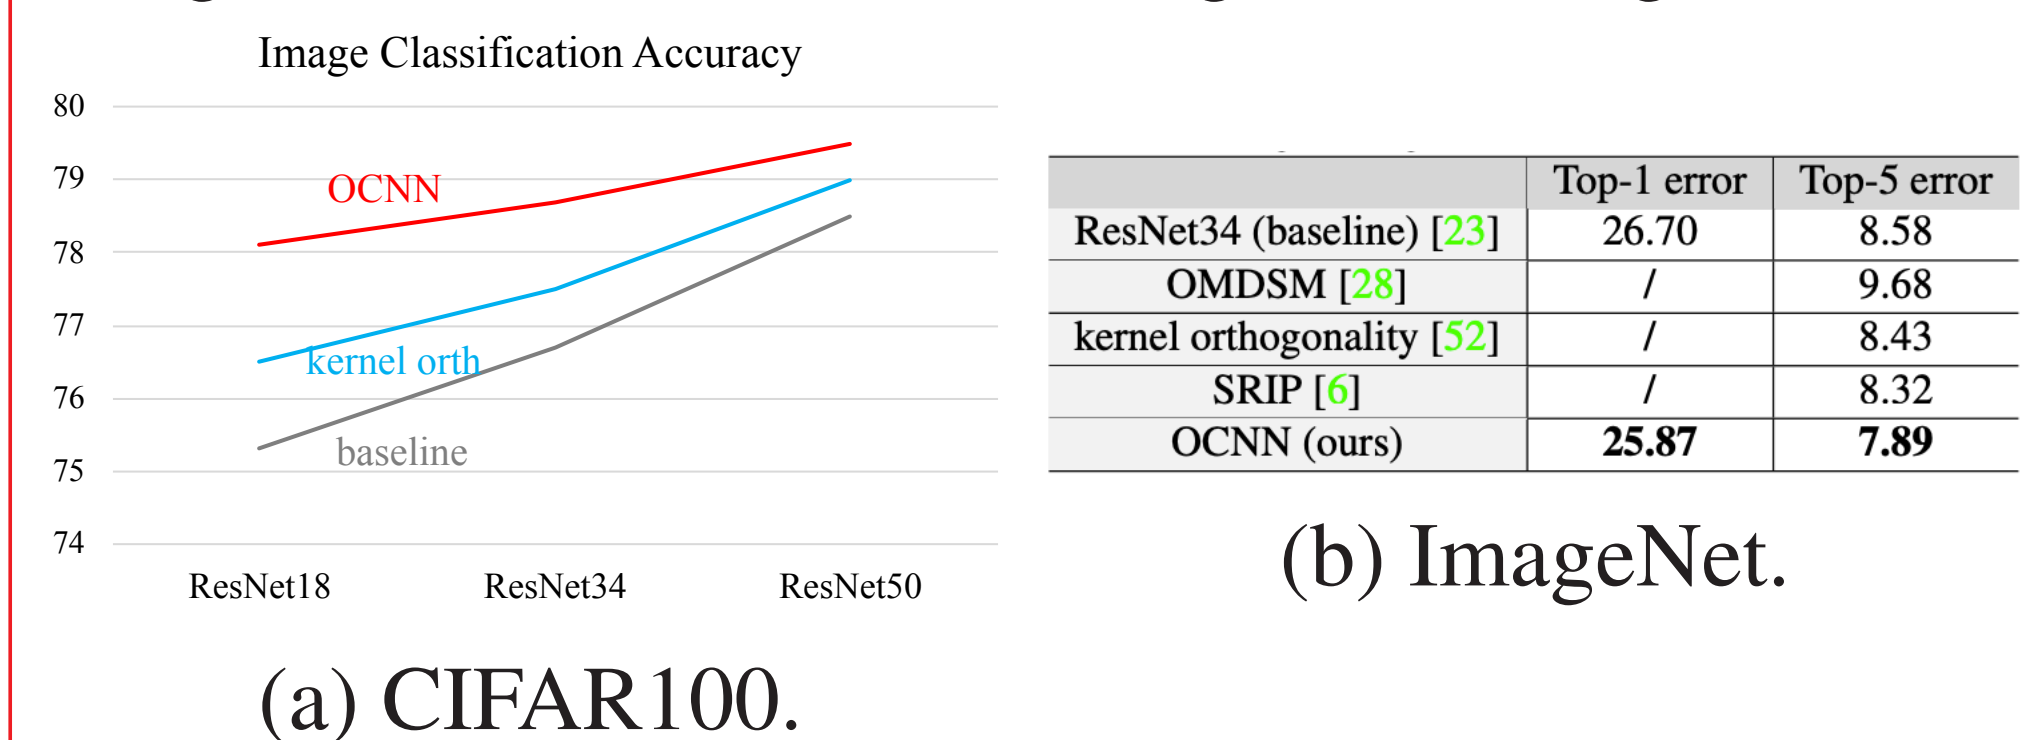 Image Classification Accuracy
80
79
78
77
76
75
74
OCNN
kernel orth
baseline
ResNet18 ResNet34 ResNet50
(a) CIFAR100.
Top-1 error Top-5 error
ResNet34 (baseline) [23] 26.70 8.58
OMDSM [28] / 9.68
kernel orthogonality [52] / 8.43
SRIP [6] / 8.32
OCNN (ours) 25.87 7.89
(b) ImageNet.